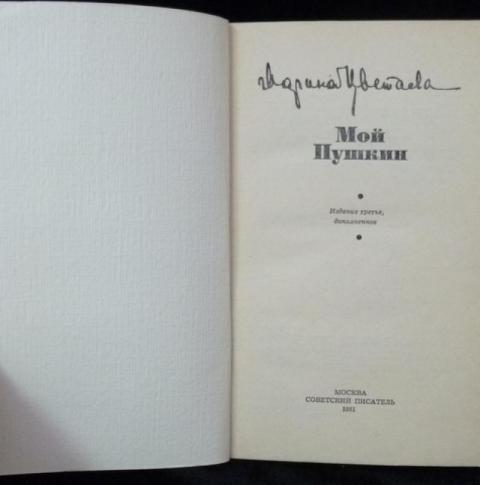 Марина Цветаева
Мой
Пушкин
Издание третье,
дополненное
МОСКВА
СОВЕТСКИЙ ПИСАТЕЛЬ
1981